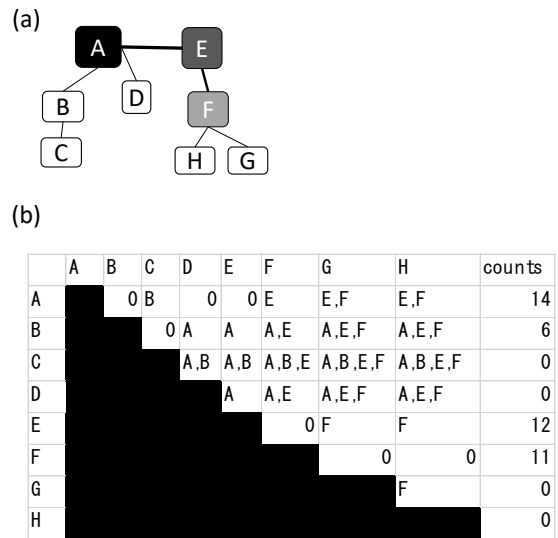 (a)
A E
B D F
C H G
(b)
A B C D E F G H counts
A 0 B 0 0 E E,F E,F 14
B 0 A A A,E A,E,F A,E,F 6
C A,B A,B A,B,E A,B,E,F A,B,E,F 0
D A A,E A,E,F A,E,F 0
E 0 F F 12
F 0 0 11
G F 0
H 0